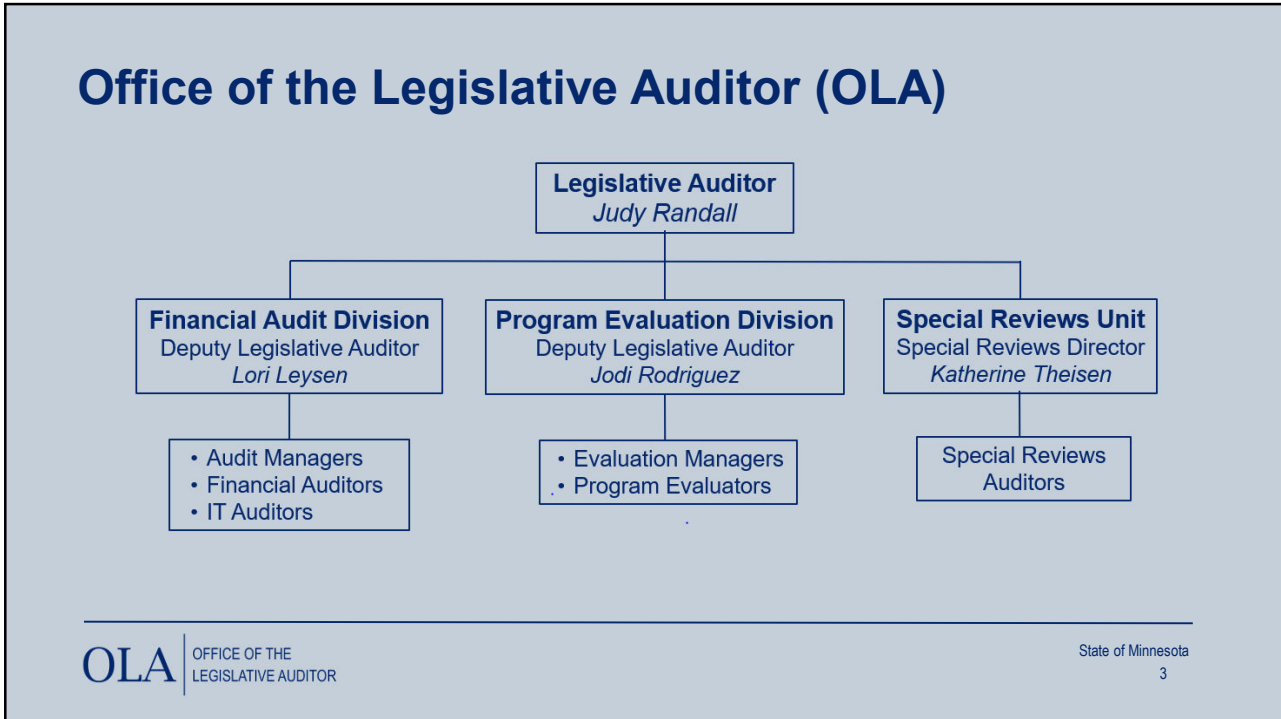 Office of the Legislative Auditor (OLA)
Legislative Auditor
Judy Randall
Financial Audit Division
Deputy Legislative Auditor
Lori Leysen
Program Evaluation Division
Deputy Legislative Auditor
Jodi Rodriguez
Special Reviews Unit
Special Reviews Director
Katherine Theisen
• Audit Managers
• Financial Auditors
• IT Auditors
• Evaluation Managers
• Program Evaluators
Special Reviews
Auditors
OLA
OFFICE OF THE
LEGISLATIVE AUDITOR
State of Minnesota
3